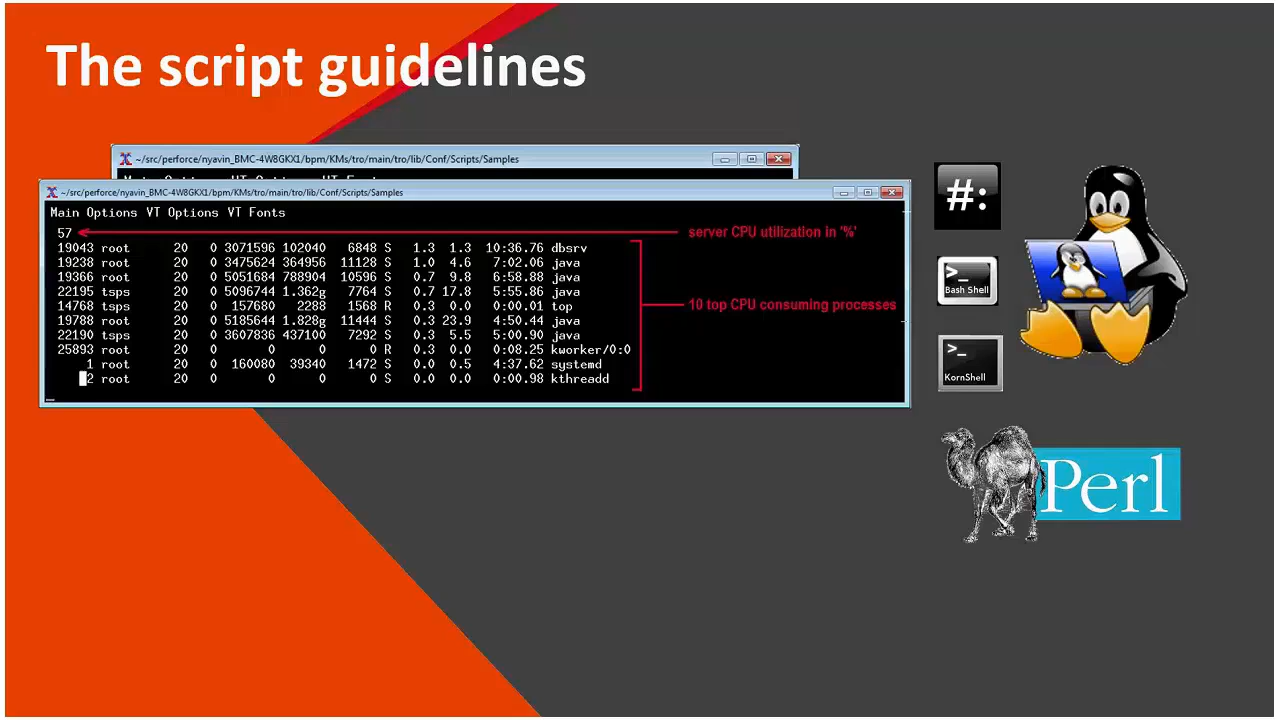 The script guidelines
~/src/perforce/nyavin_BMC-4W8GKX1/bpm/KMs/tro/main/tro/lib/Conf/Scripts/Samples
~/src/perforce/nyavin_BMC-4W8GKX1/bpm/KMs/tro/main/tro/lib/Conf/Scripts/Samples
Main Options VT Options VT Fonts
57 server CPU utilization in '%'
19043 root 20 0 3071596 102040 6848 S 1.3 1.3 10:36.76 dbsrv
19238 root 20 0 3475624 364956 11128 S 1.0 4.6 7:02.06 java
19366 root 20 0 5051684 788904 10596 S 0.7 9.8 6:58.88 java
22195 tsps 20 0 5096744 1.362g 7764 S 0.7 17.8 5:55.86 java
14768 tsps 20 0 157680 2288 1568 R 0.3 0.0 0:00.01 top
19788 root 20 0 5185644 1.828g 11444 S 0.3 23.9 4:50.44 java
22190 tsps 20 0 3607836 437100 7292 S 0.3 5.5 5:00.90 java
25893 root 20 0 0 0 0 R 0.3 0.0 0:08.25 kworker/0:0
1 root 20 0 160080 39340 1472 S 0.0 0.5 4:37.62 systemd
2 root 20 0 0 0 0 S 0.0 0.0 0:00.98 kthreadd
10 top CPU consuming processes
#:
>_
Bash Shell
>_
KornShell
Perl